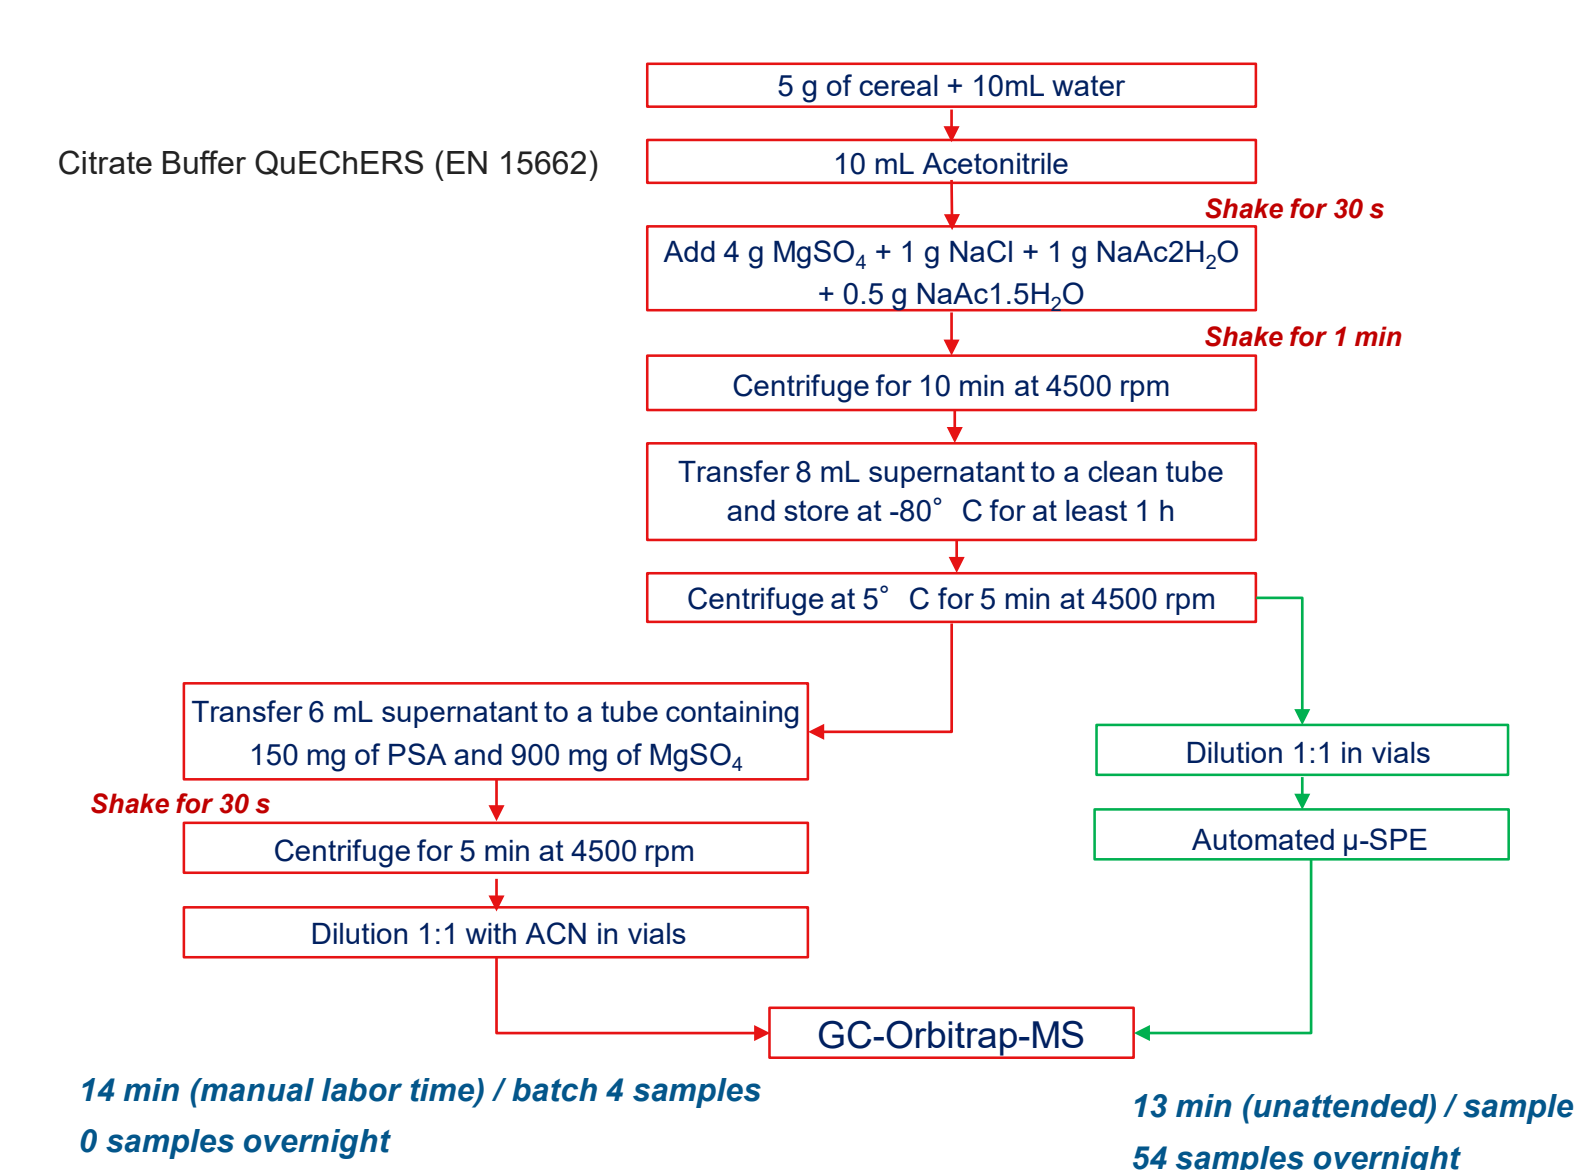 5 g of cereal + 10mL water
Citrate Buffer QuEChERS (EN 15662)
10 mL Acetonitrile
Shake for 30 s
Add 4 g MgSO₄ + 1 g NaCl + 1 g NaAc2H₂O
+ 0.5 g NaAc1.5H₂O
Shake for 1 min
Centrifuge for 10 min at 4500 rpm
Transfer 8 mL supernatant to a clean tube
and store at -80° C for at least 1 h
Centrifuge at 5° C for 5 min at 4500 rpm
Transfer 6 mL supernatant to a tube containing
150 mg of PSA and 900 mg of MgSO₄
Shake for 30 s
Centrifuge for 5 min at 4500 rpm
Dilution 1:1 with ACN in vials
Dilution 1:1 in vials
Automated µ-SPE
GC-Orbitrap-MS
14 min (manual labor time) / batch 4 samples
0 samples overnight
13 min (unattended) / sample
54 samples overnight